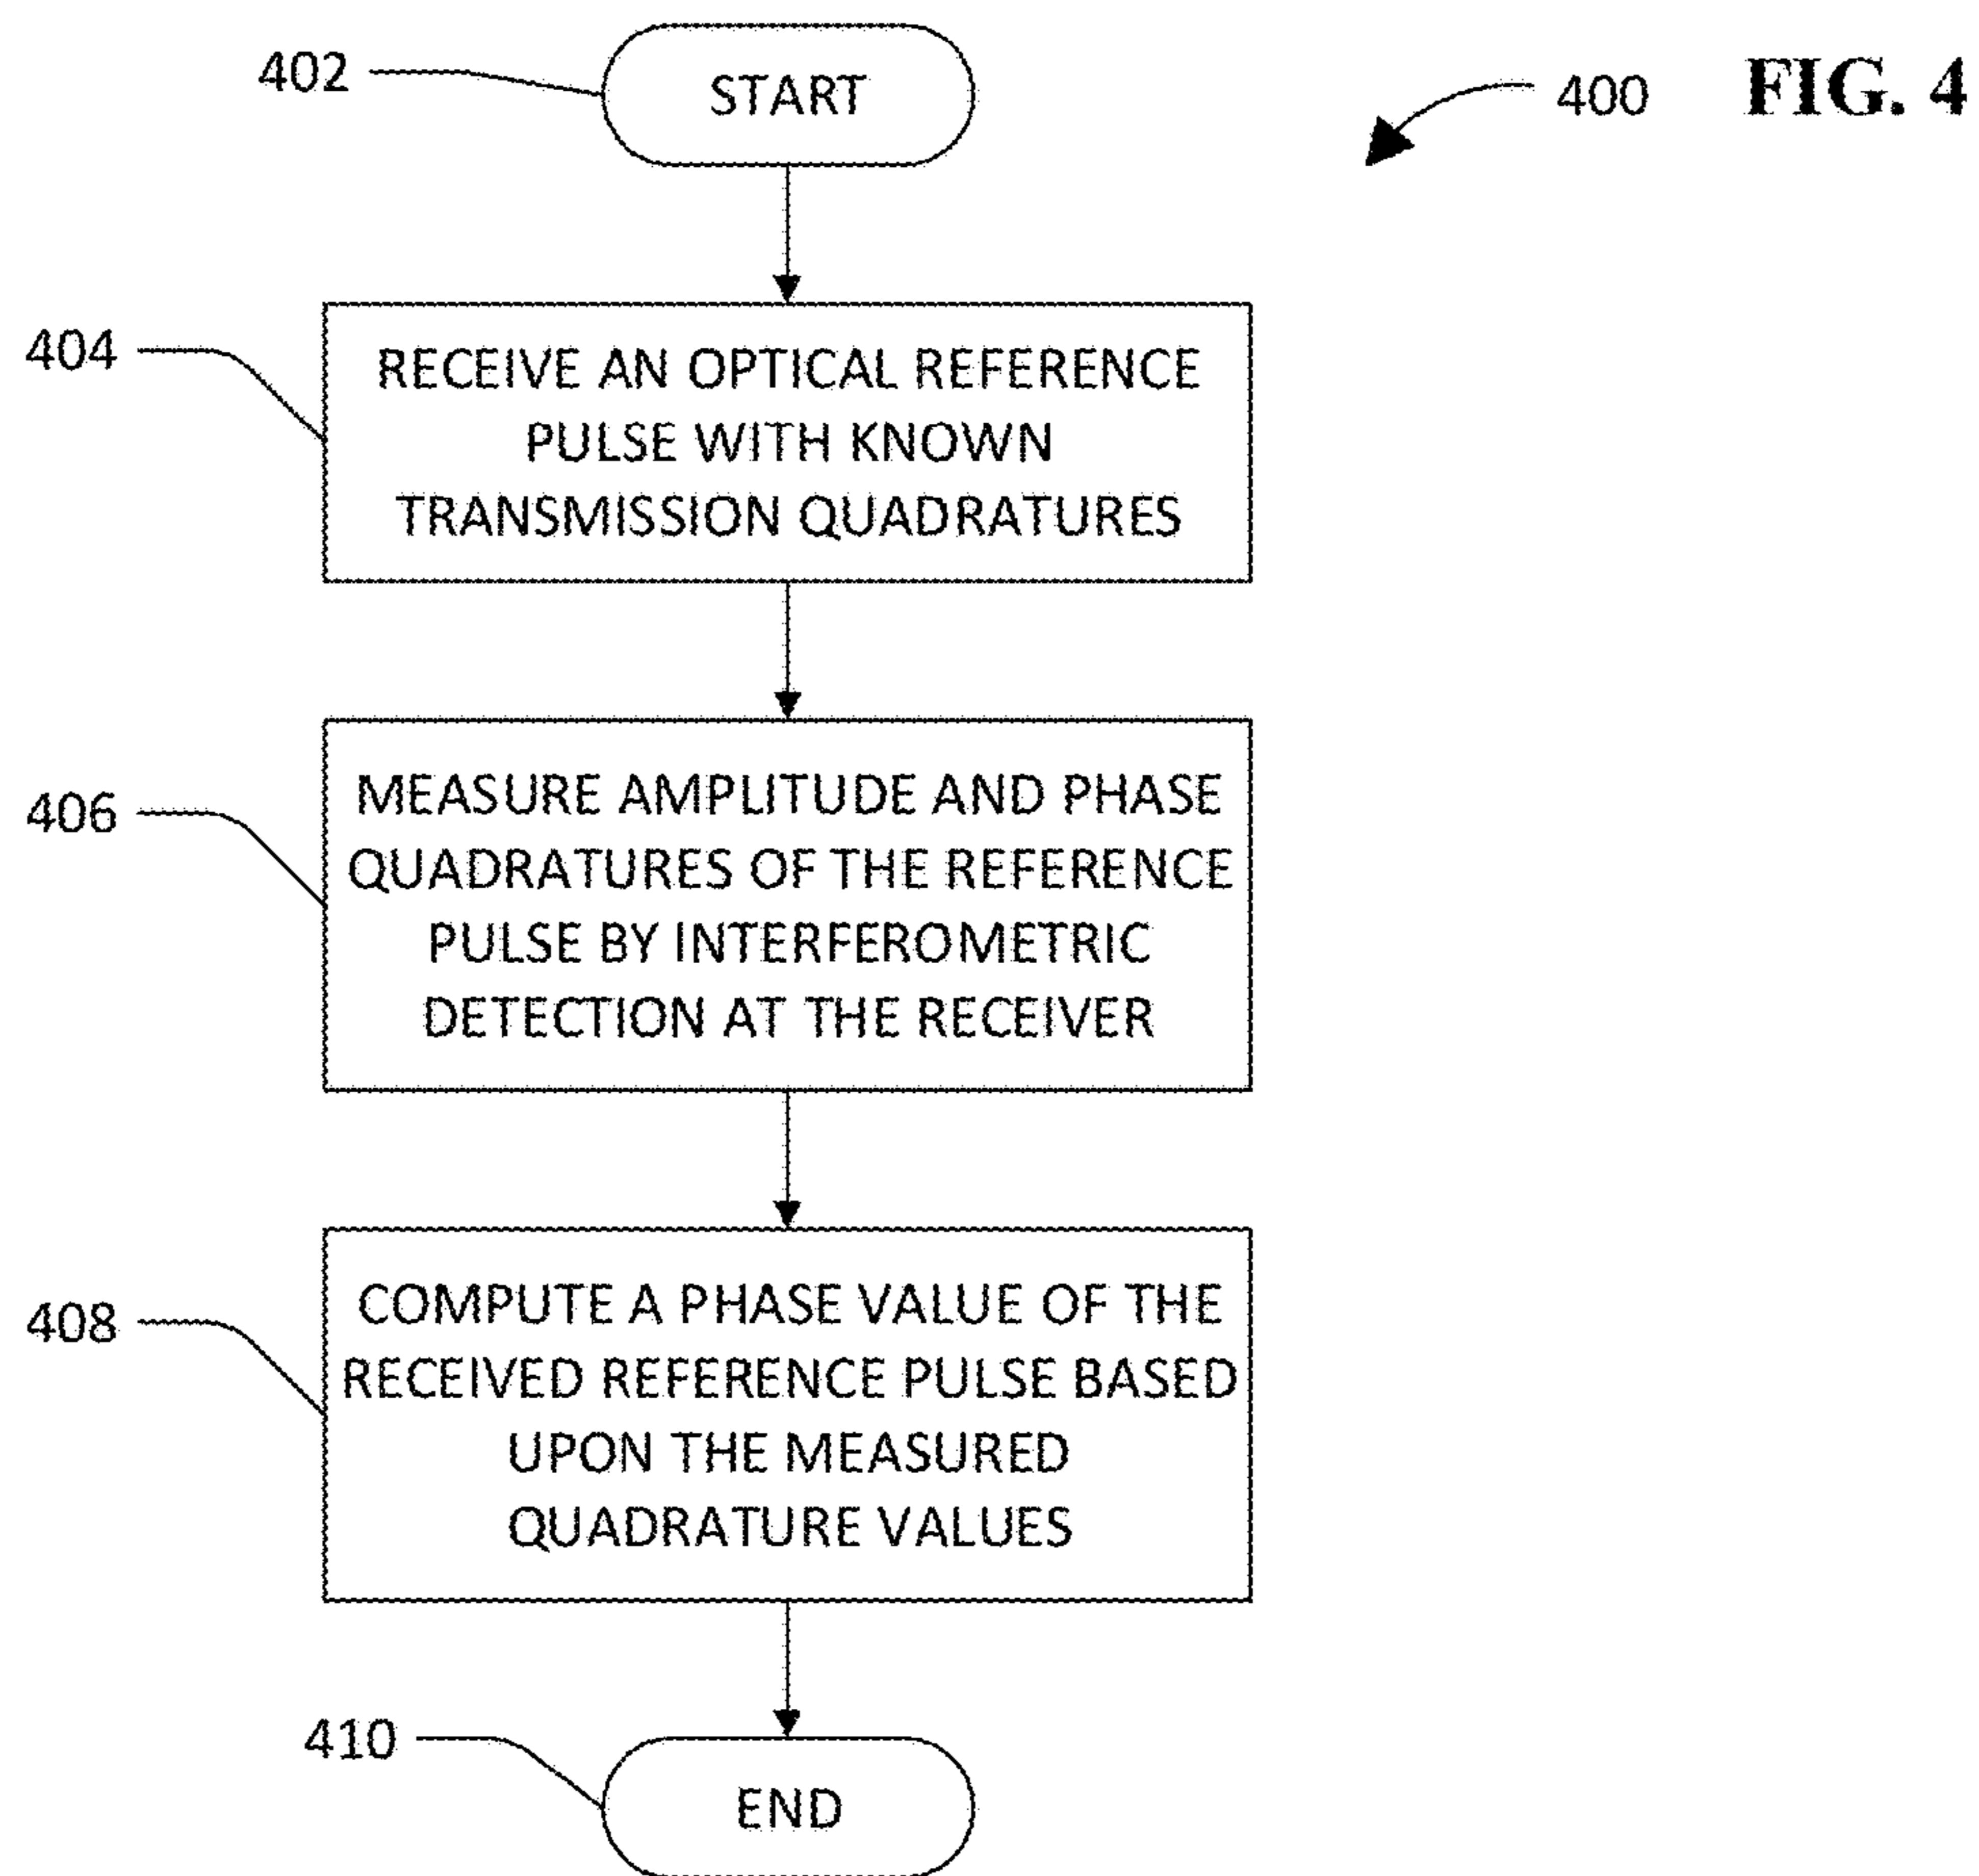 402
START
400
FIG. 4
404
RECEIVE AN OPTICAL REFERENCE
PULSE WITH KNOWN
TRANSMISSION QUADRATURES
406
MEASURE AMPLITUDE AND PHASE
QUADRATURES OF THE REFERENCE
PULSE BY INTERFEROMETRIC
DETECTION AT THE RECEIVER
408
COMPUTE A PHASE VALUE OF THE
RECEIVED REFERENCE PULSE BASED
UPON THE MEASURED
QUADRATURE VALUES
410
END